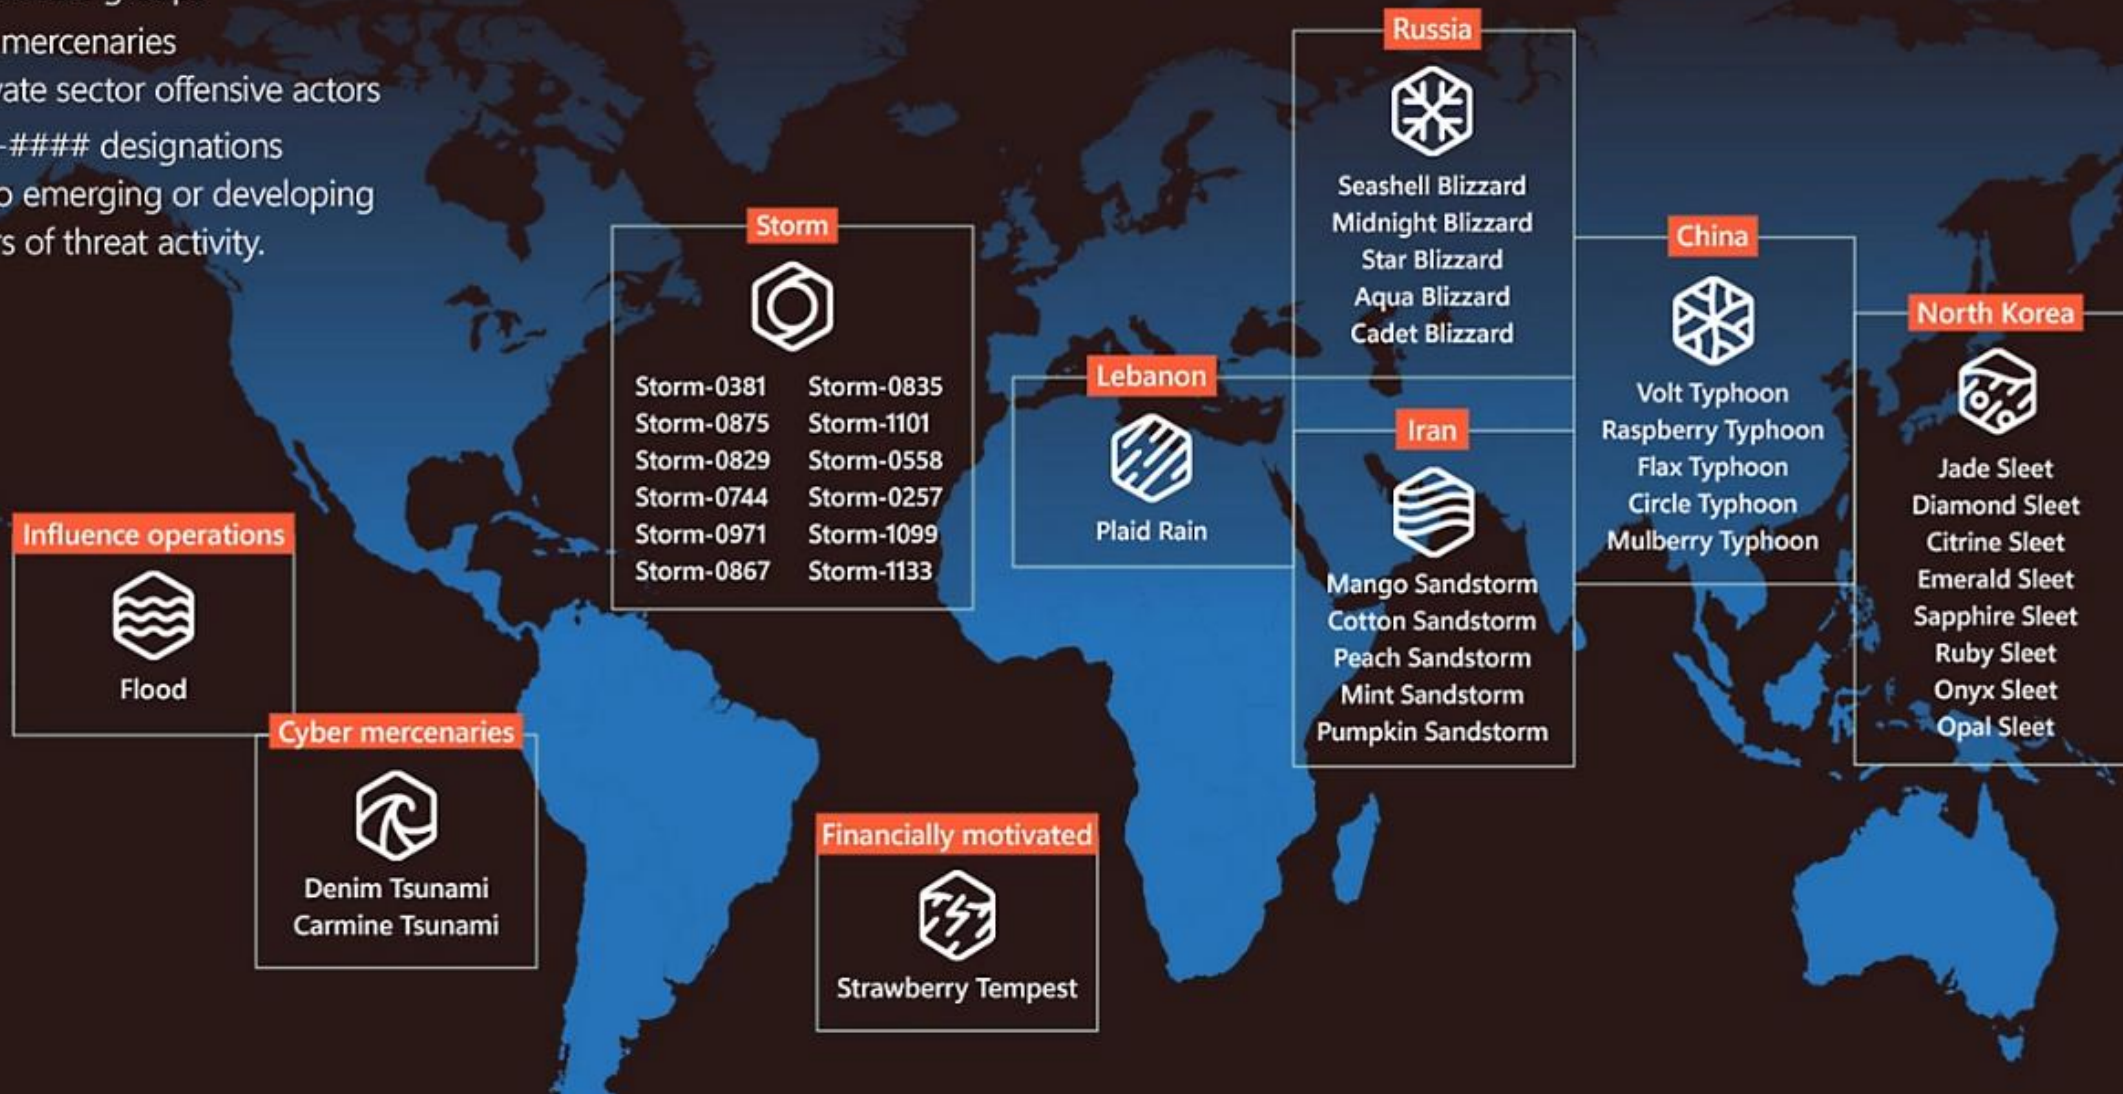 mercenaries
sector offensive actors
#### designations
emerging or developing
of threat activity.
Russia
Seashell Blizzard
Midnight Blizzard
Star Blizzard
Aqua Blizzard
Cadet Blizzard
Storm
Storm-0381 Storm-0835
Storm-0875 Storm-1101
Storm-0829 Storm-0558
Storm-0744 Storm-0257
Storm-0971 Storm-1099
Storm-0867 Storm-1133
China
Volt Typhoon
Raspberry Typhoon
Flax Typhoon
Circle Typhoon
Mulberry Typhoon
North Korea
Jade Sleet
Diamond Sleet
Citrine Sleet
Emerald Sleet
Sapphire Sleet
Ruby Sleet
Onyx Sleet
Opal Sleet
Lebanon
Plaid Rain
Iran
Mango Sandstorm
Cotton Sandstorm
Peach Sandstorm
Mint Sandstorm
Pumpkin Sandstorm
Influence operations
Flood
Cyber mercenaries
Denim Tsunami
Carmine Tsunami
Financially motivated
Strawberry Tempest